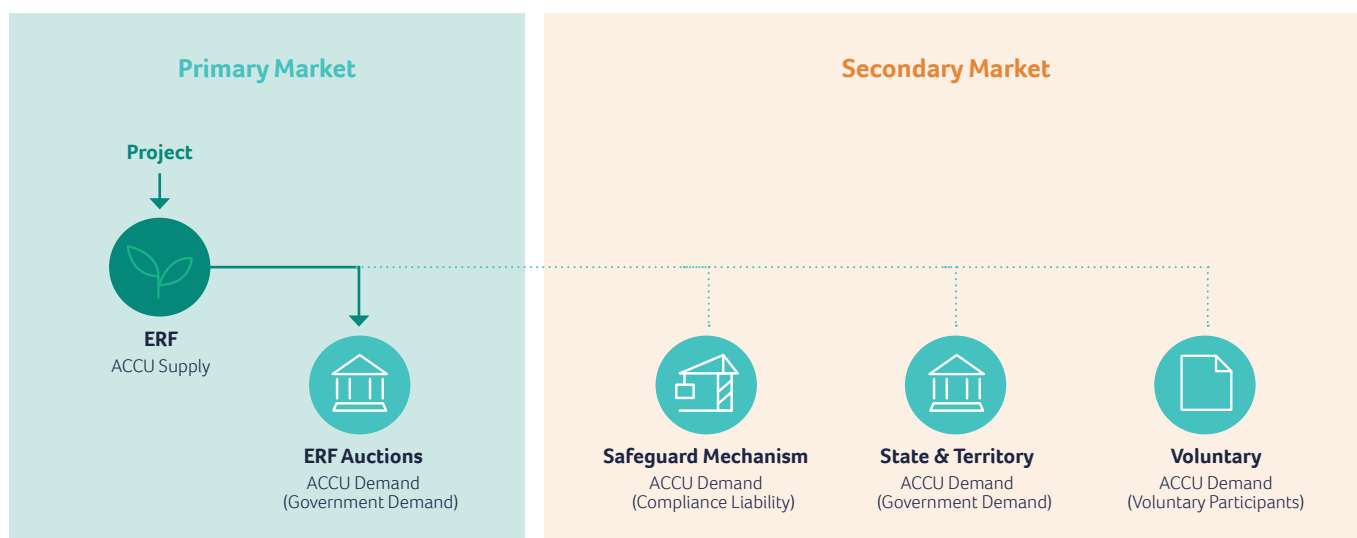 Primary Market
Secondary Market
Project
ERF
ACCU Supply
ERF Auctions
ACCU Demand
(Government Demand)
Safeguard Mechanism
ACCU Demand
(Compliance Liability)
State & Territory
ACCU Demand
(Government Demand)
Voluntary
ACCU Demand
(Voluntary Participants)